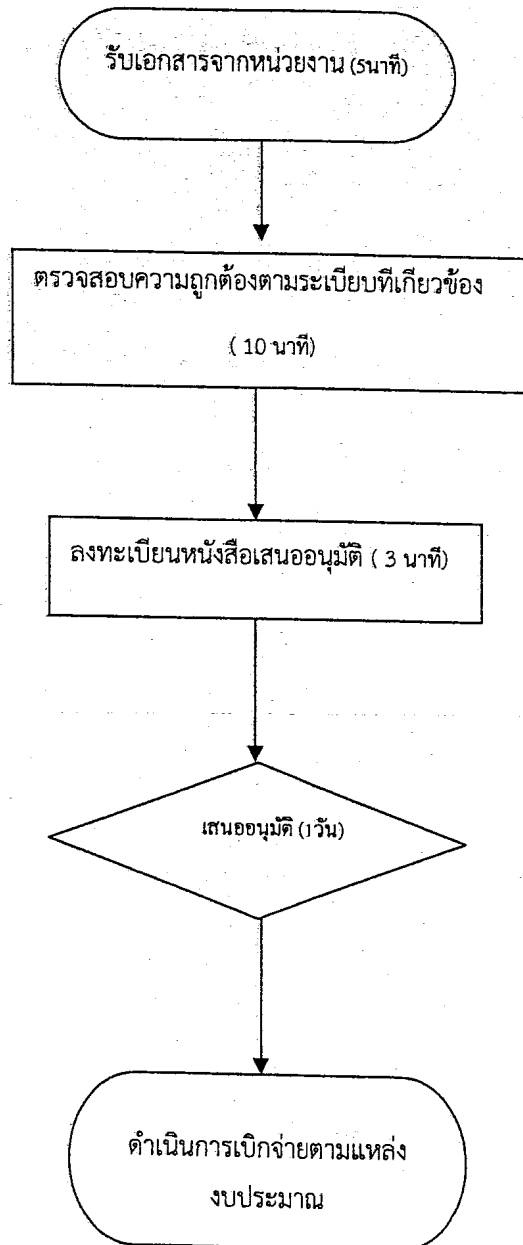 รับเอกสารจากหน่วยงาน (5นาที)
ตรวจสอบความถูกต้องตามระเบียบที่เกี่ยวข้อง
( 10 นาที)
ลงทะเบียนหนังสือเสนออนุมัติ ( 3 นาที)
เสนออนุมัติ (1วัน)
ดำเนินการเบิกจ่ายตามแหล่ง
งบประมาณ